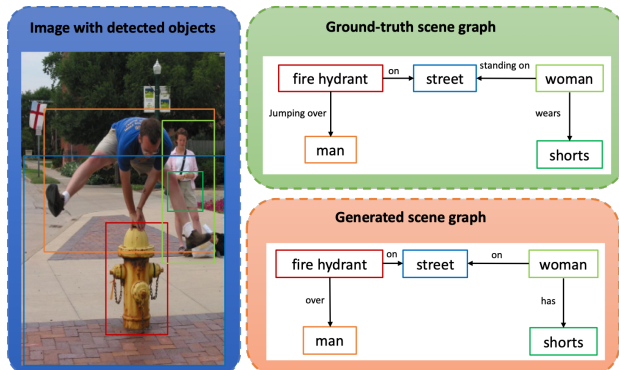 Image with detected objects
Ground-truth scene graph
fire hydrant
on
street
standing on
woman
Jumping over
wears
man
shorts
Generated scene graph
fire hydrant
on
street
on
woman
over
has
man
shorts